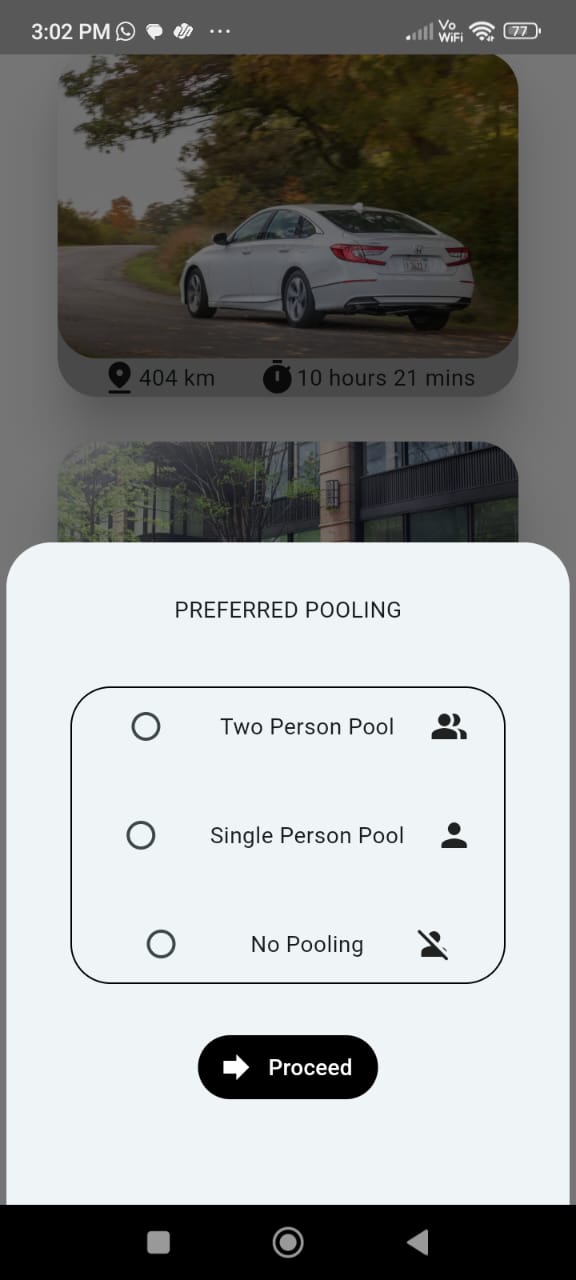 3:02 PM
Vo
WiFi
77
404 km
10 hours 21 mins
PREFERRED POOLING
Two Person Pool
Single Person Pool
No Pooling
Proceed